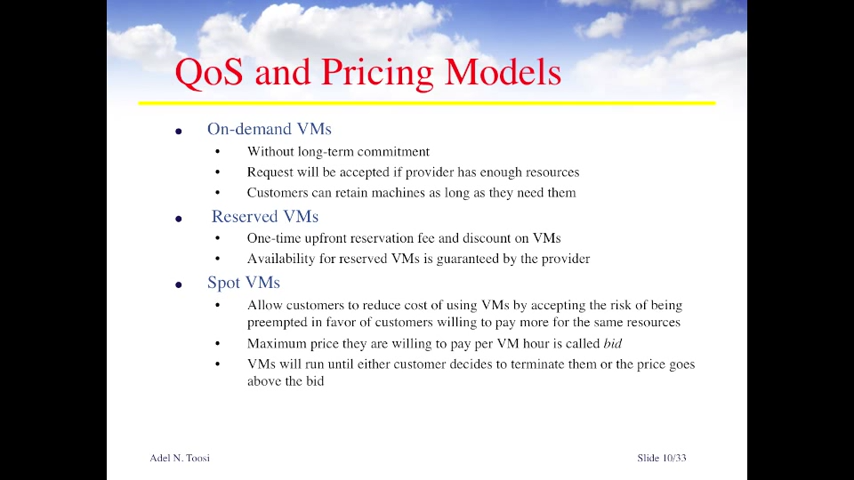 QoS and Pricing Models
• On-demand VMs
• Without long-term commitment
• Request will be accepted if provider has enough resources
• Customers can retain machines as long as they need them
• Reserved VMs
• One-time upfront reservation fee and discount on VMs
• Availability for reserved VMs is guaranteed by the provider
• Spot VMs
• Allow customers to reduce cost of using VMs by accepting the risk of being
preempted in favor of customers willing to pay more for the same resources
• Maximum price they are willing to pay per VM hour is called bid
• VMs will run until either customer decides to terminate them or the price goes
above the bid
Adel N. Toosi
Slide 10/33